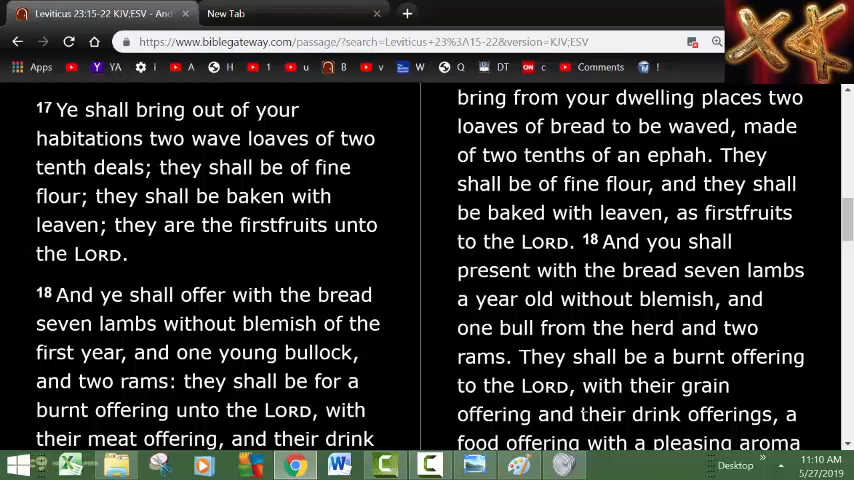 Leviticus 23:15-22 KJV;ESV - And
New Tab
https://www.biblegateway.com/passage/?search=Leviticus+23%3A15-22&version=KJV;ESV
Apps YA i A H 1 u B v We Q DT c Comments !
17 Ye shall bring out of your
habitations two wave loaves of two
tenth deals; they shall be of fine
flour; they shall be baken with
leaven; they are the firstfruits unto
the LORD.
18 And ye shall offer with the bread
seven lambs without blemish of the
first year, and one young bullock,
and two rams: they shall be for a
burnt offering unto the LORD, with
their meat offering, and their drink
bring from your dwelling places two
loaves of bread to be waved, made
of two tenths of an ephah. They
shall be of fine flour, and they shall
be baked with leaven, as firstfruits
to the LORD. 18 And you shall
present with the bread seven lambs
a year old without blemish, and
one bull from the herd and two
rams. They shall be a burnt offering
to the LORD, with their grain
offering and their drink offerings, a
food offering with a pleasing aroma
Desktop
11:10 AM
5/27/2019